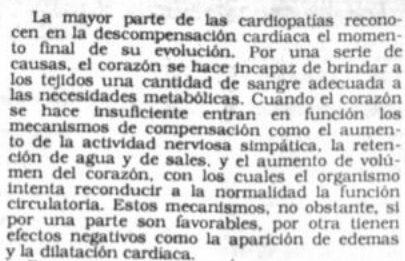 La mayor parte de las cardiopatías recono-
cen en la descompensación cardíaca el momen-
to final de su evolución. Por una serie de
causas, el corazón se hace incapaz de brindar a
los tejidos una cantidad de sangre adecuada a
las necesidades metabólicas. Cuando el corazón
se hace insuficiente entran en función los
mecanismos de compensación como el aumen-
to de la actividad nerviosa simpática, la reten-
ción de agua y de sales, y el aumento de volú-
men del corazón, con los cuales el organismo
intenta reconducir a la normalidad la función
circulatoria. Estos mecanismos, no obstante, si
por una parte son favorables, por otra tienen
efectos negativos como la aparición de edemas
y la dilatación cardíaca.